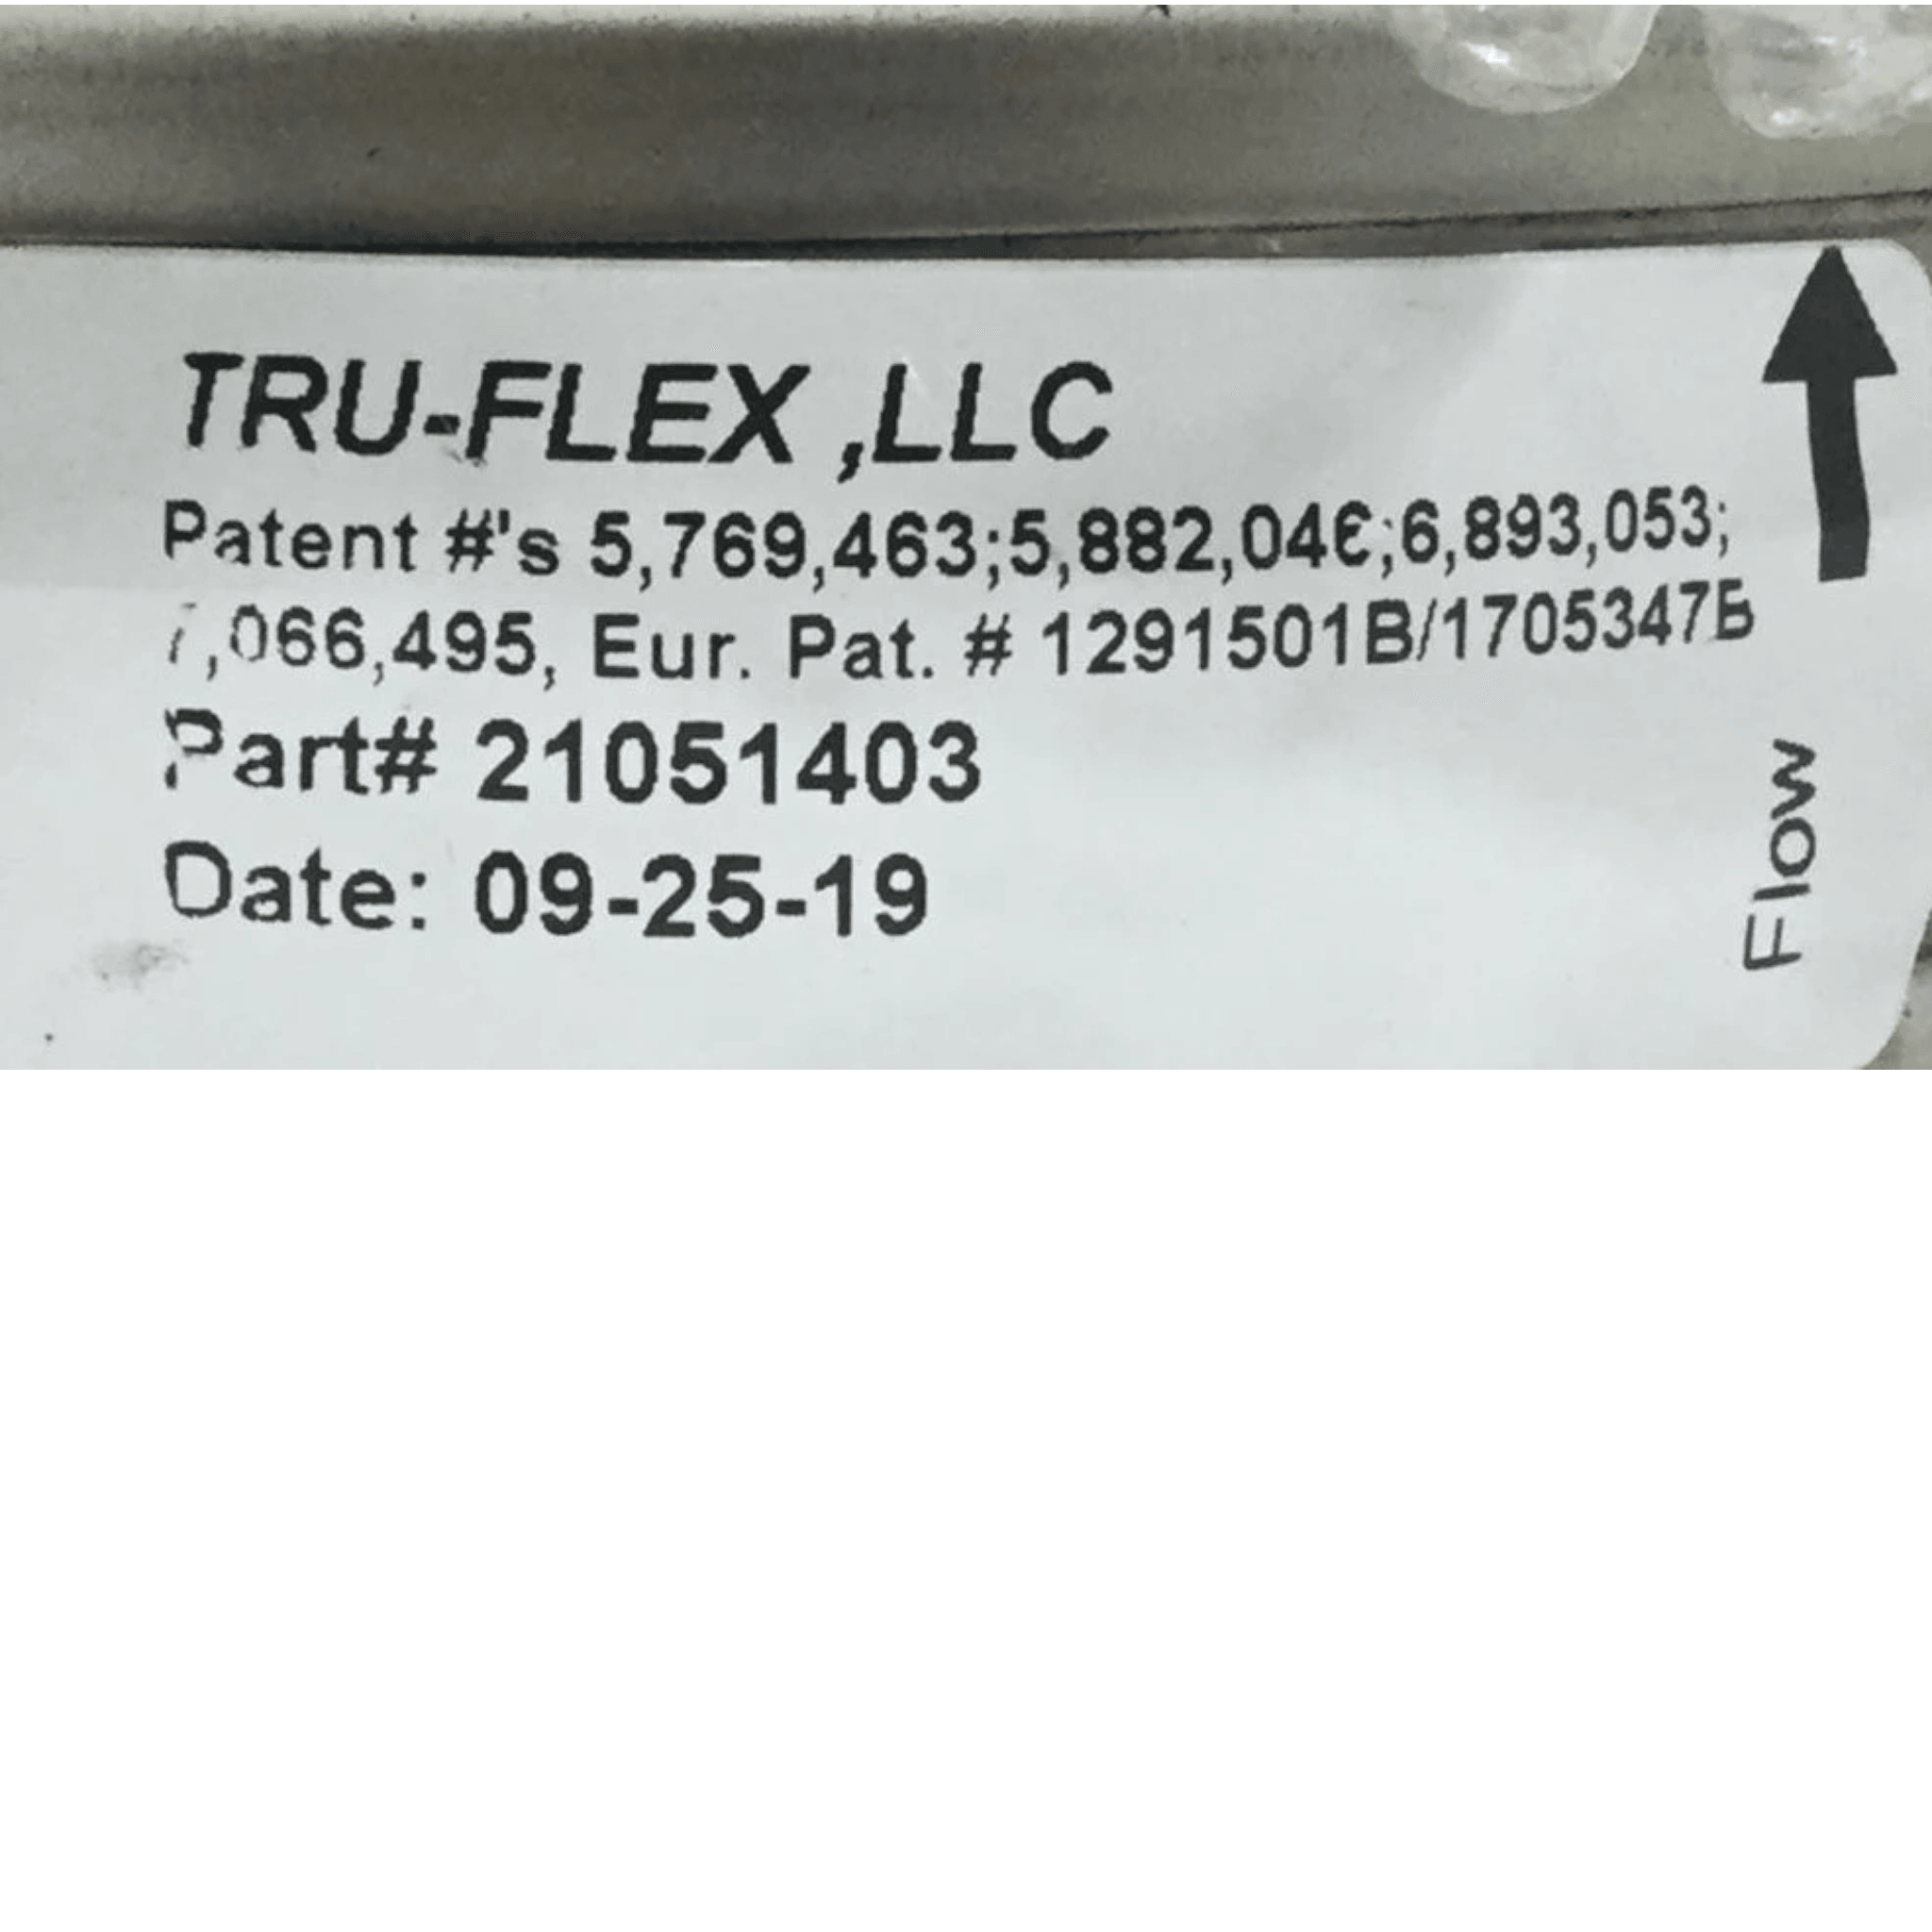 TRU-FLEX ,LLC
Patent #'s 5,769,463;5,882,046;6,893,053;
7,066,495, Eur. Pat. # 1291501B/1705347B
Part# 21051403
Date: 09-25-19
Flow